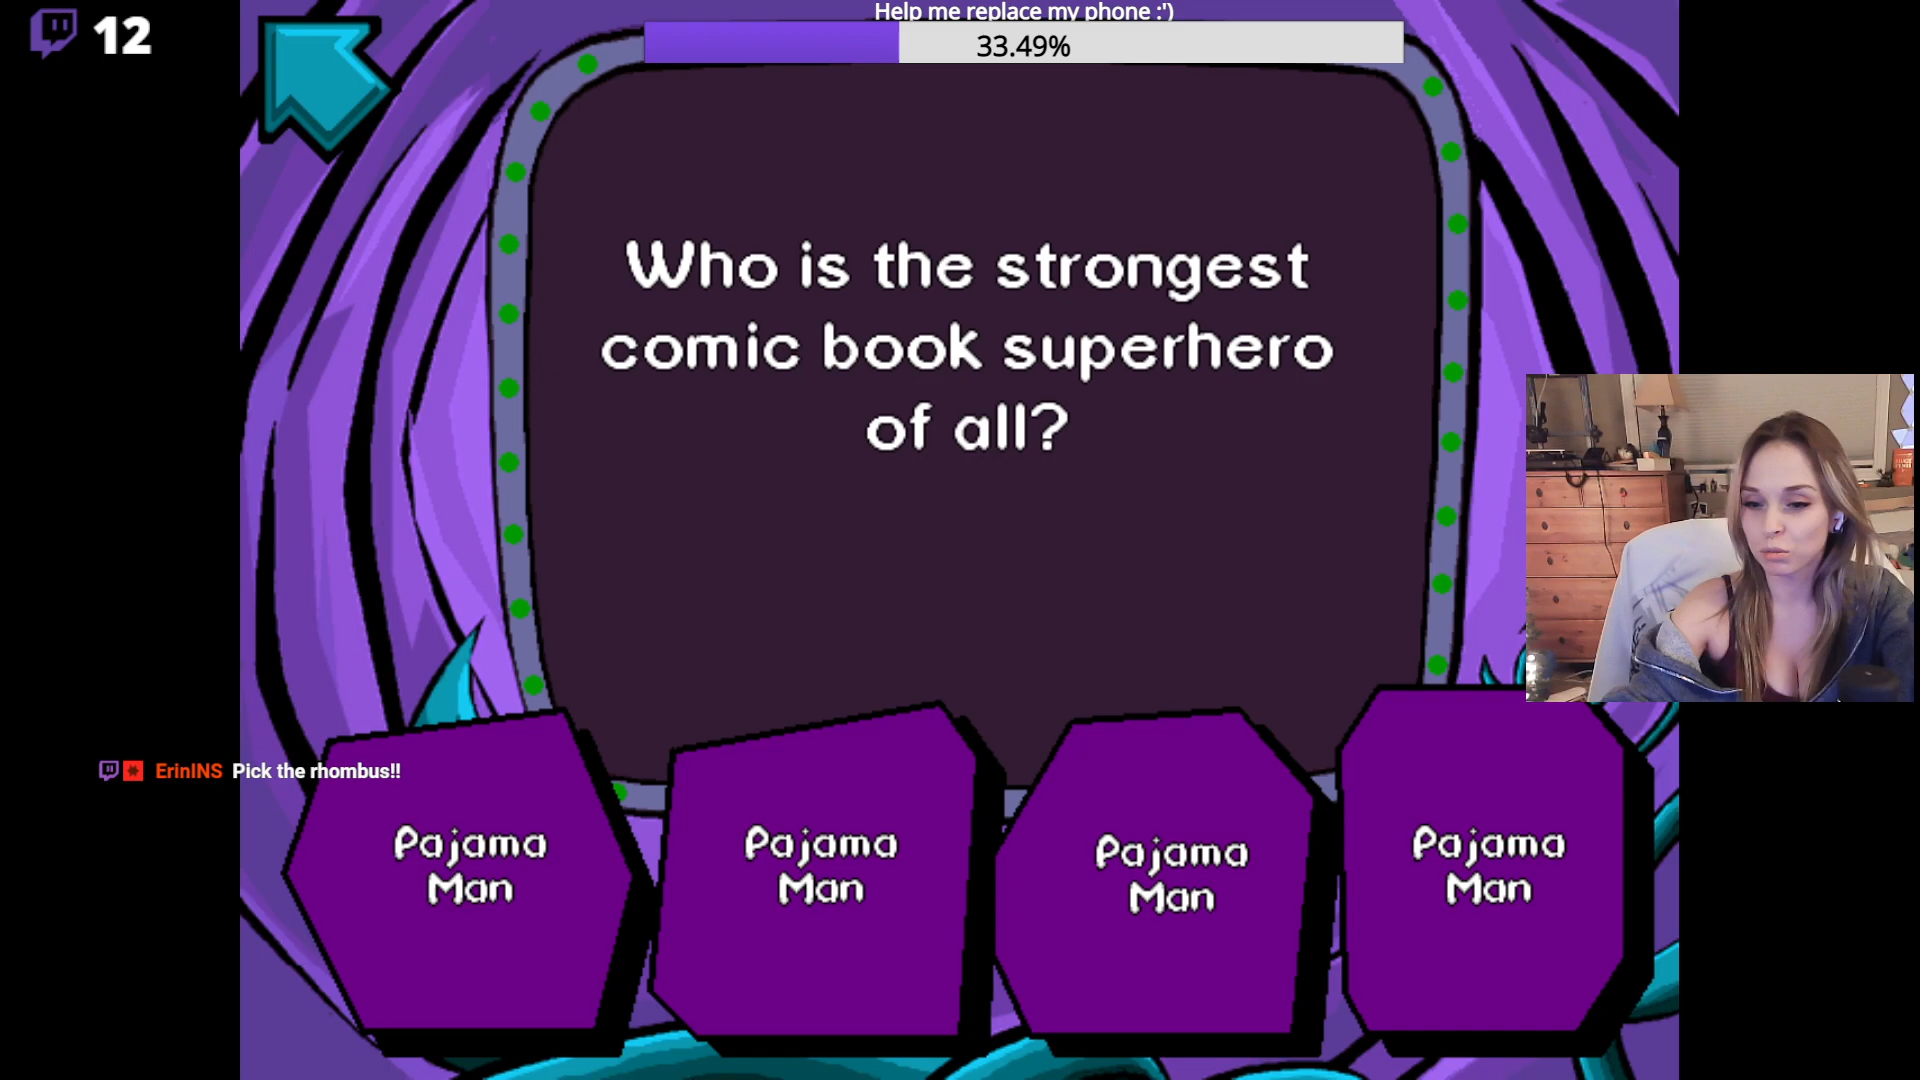 12
Help me replace my phone :')
33.49%
Who is the strongest
comic book superhero
of all?
ErinINS Pick the rhombus!!
Pajama
Man
Pajama
Man
Pajama
Man
Pajama
Man